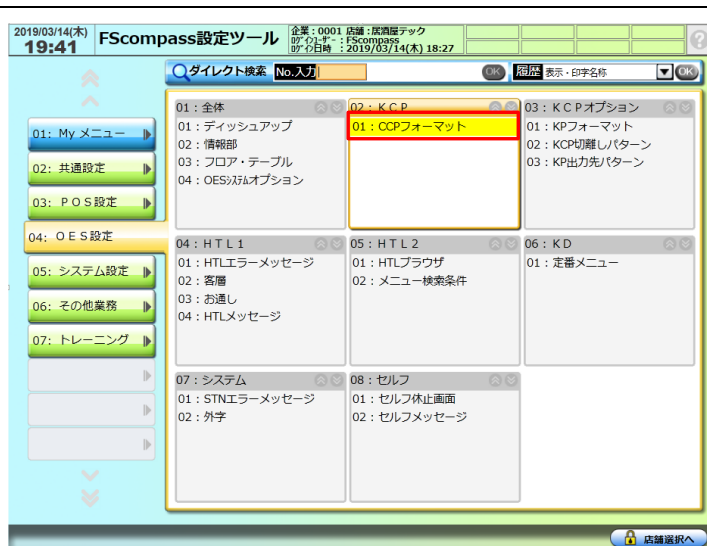 2019/03/14(木)
19:41
FScompass設定ツール
企業:0001 店舗:居酒屋テック
ﾛｸﾞｲﾝﾕｰｻﾞｰ:FScompass
ﾛｸﾞｲﾝ日時 :2019/03/14(木) 18:27
ダイレクト検索 No.入力 OK 履歴 表示・印字名称 OK
01: My メニュー
02: 共通設定
03: ＰＯＳ設定
04: ＯＥＳ設定
05: システム設定
06: その他業務
07: トレーニング
01：全体
01：ディッシュアップ
02：情報部
03：フロア・テーブル
04：OESｼｽﾃﾑオプション
02：ＫＣＰ
01：CCPフォーマット
03：ＫＣＰオプション
01：KPフォーマット
02：KCP切離しパターン
03：KP出力先パターン
04：ＨＴＬ１
01：HTLエラーメッセージ
02：客層
03：お通し
04：HTLメッセージ
05：ＨＴＬ２
01：HTLブラウザ
02：メニュー検索条件
06：ＫＤ
01：定番メニュー
07：システム
01：STNエラーメッセージ
02：外字
08：セルフ
01：セルフ休止画面
02：セルフメッセージ
店舗選択へ